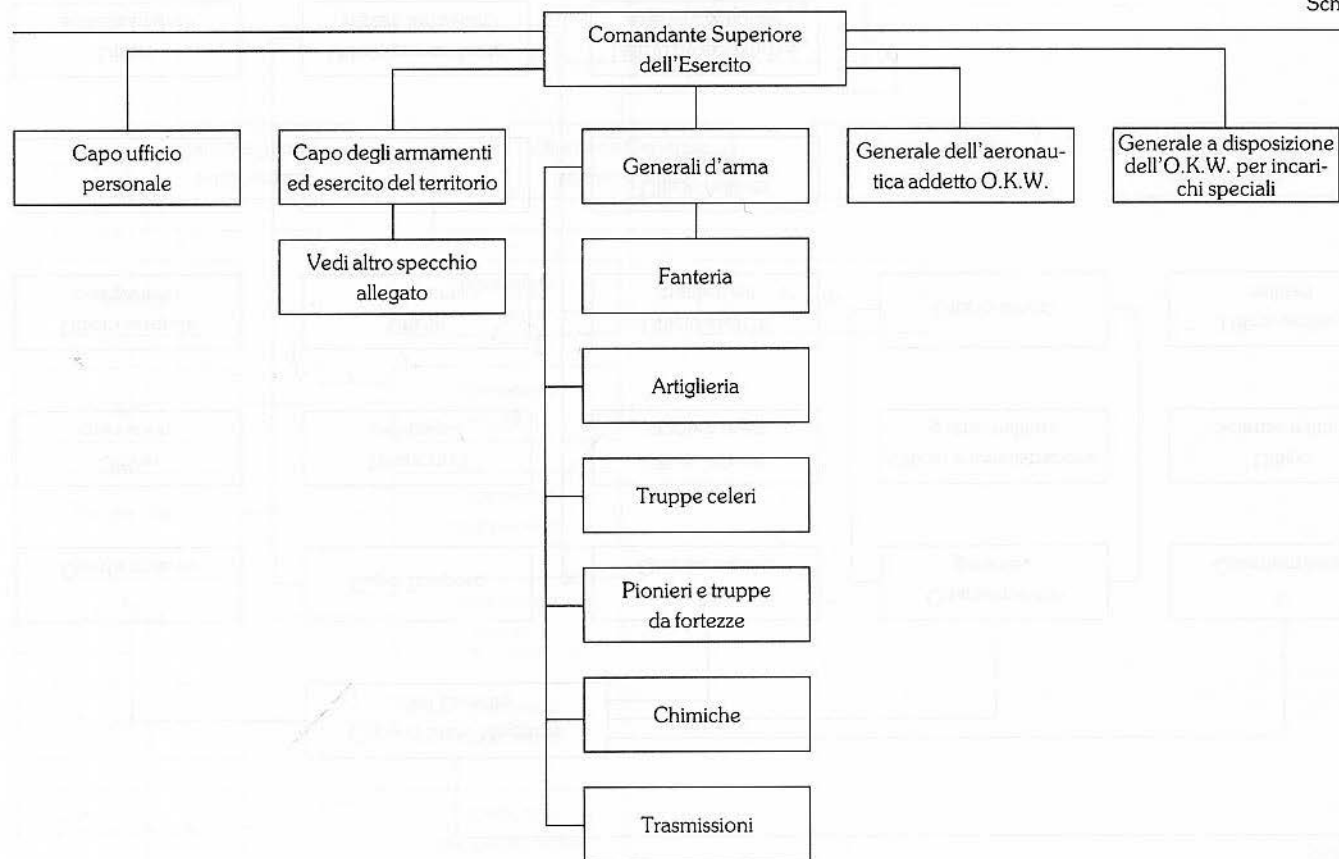 Sch
Comandante Superiore
dell'Esercito
Capo ufficio
personale
Capo degli armamenti
ed esercito del territorio
Generali d'arma
Generale dell'aeronau-
tica addetto O.K.W.
Generale a disposizione
dell'O.K.W. per incari-
chi speciali
Vedi altro specchio
allegato
Fanteria
Artiglieria
Truppe celeri
Pionieri e truppe
da fortezze
Chimiche
Trasmissioni